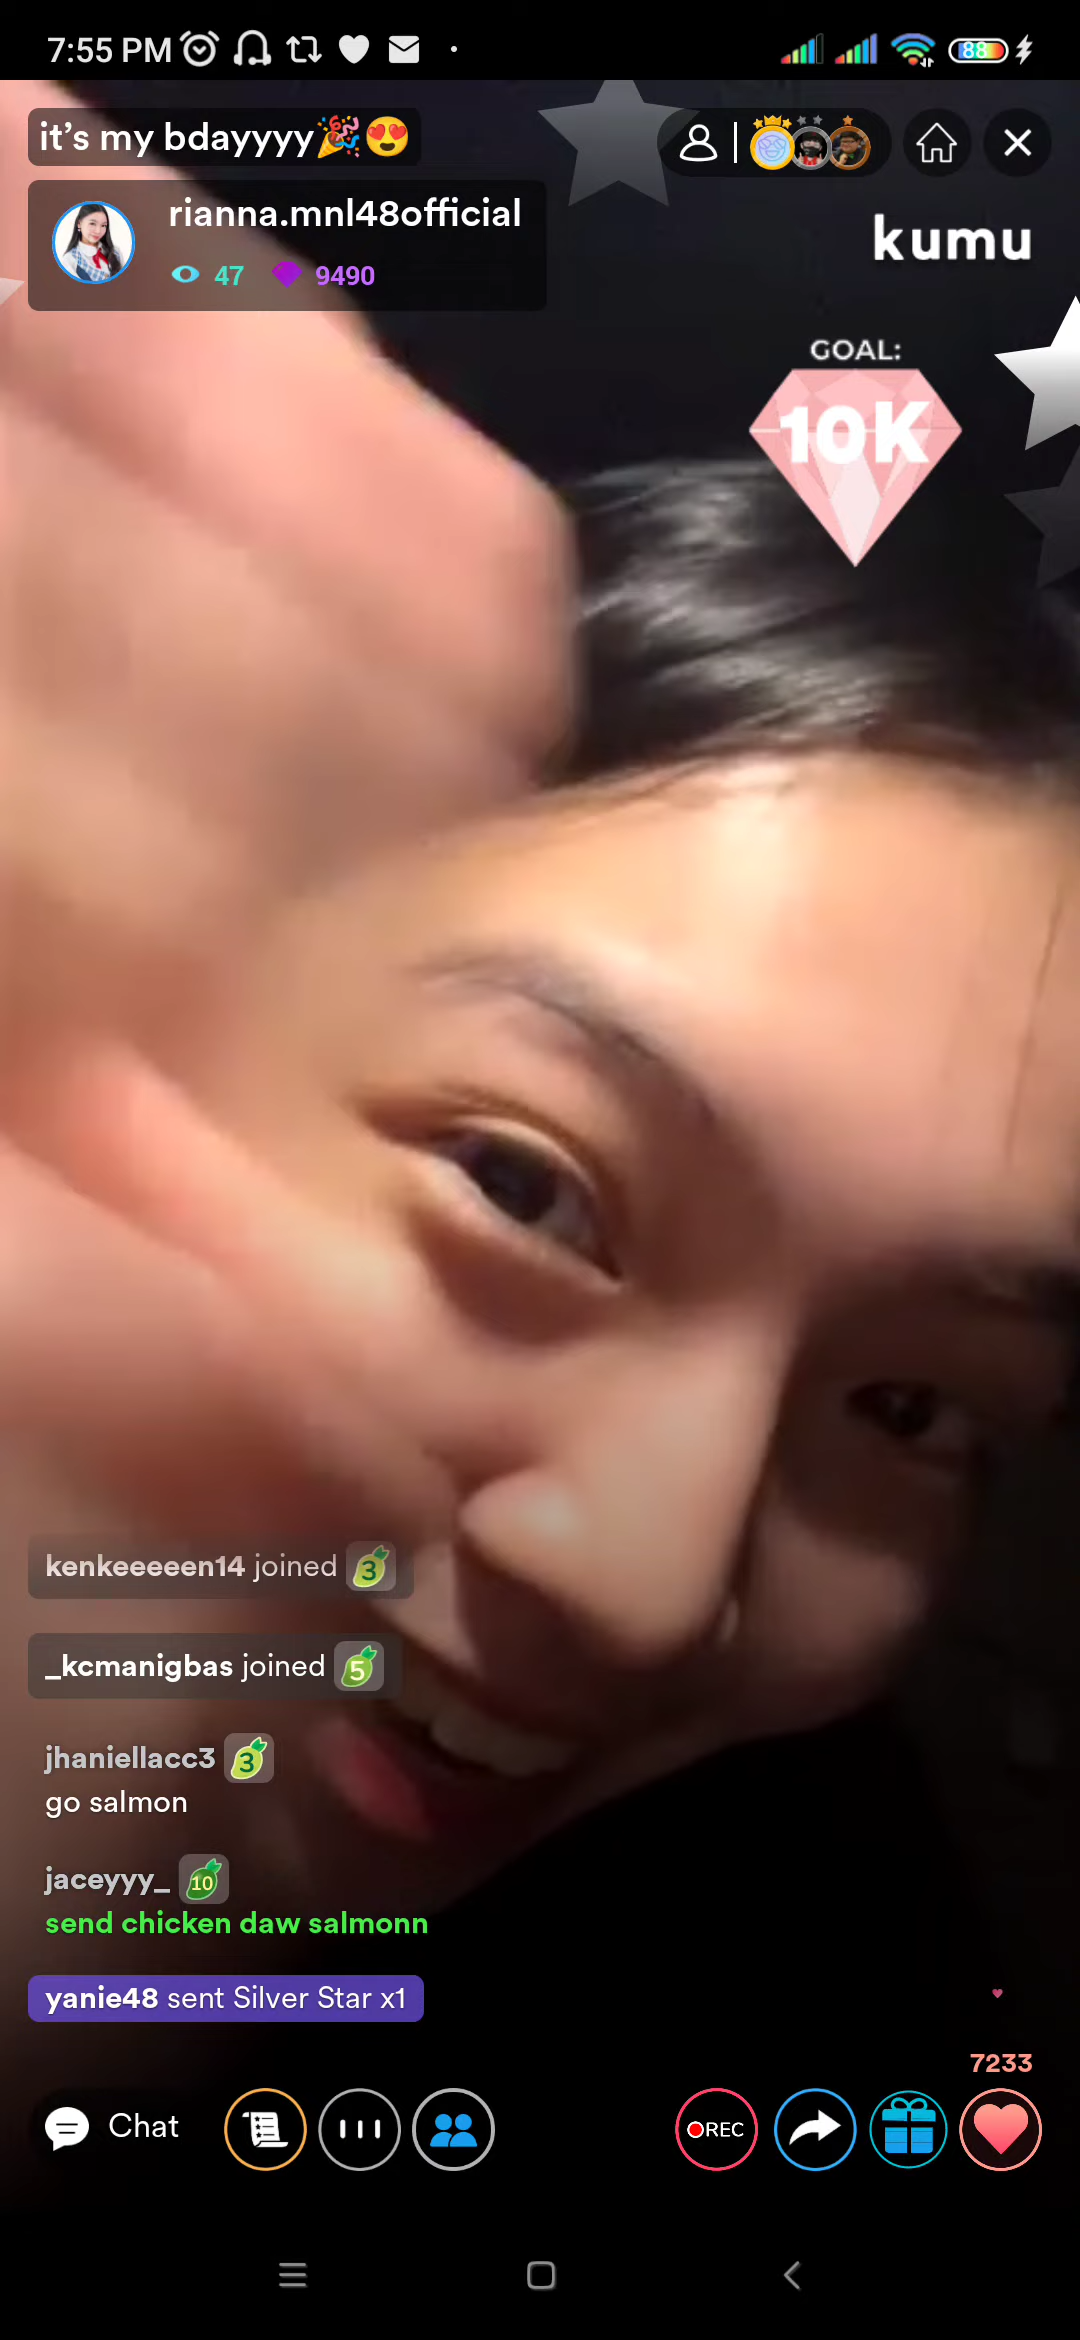 7:55 PM
88
it's my bdayyyy🎉😍
rianna.mnl48official
47 9490
kumu
GOAL:
10K
kenkeeeeen14 joined 3
_kcmanigbas joined 5
jhaniellacc3 3
go salmon
jaceyyy_ 10
send chicken daw salmonn
yanie48 sent Silver Star x1
7233
Chat
REC